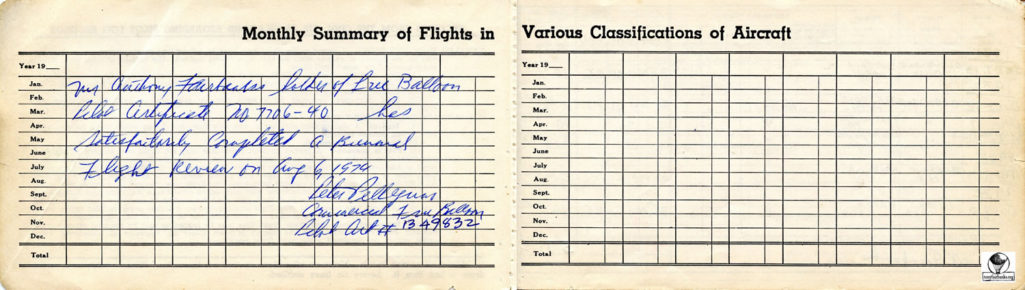 Monthly Summary of Flights in Various Classifications of Aircraft
Year 19
Jan.
Feb.
Mar.
Apr.
May
June
July
Aug.
Sept.
Oct.
Nov.
Dec.
Total
Mr Anthony Fairbanks holder of Free Balloon
Pilot Certificate No 7706-40 has
Satisfactorily Completed A Biennial
Flight Review on Aug 6, 1974
Peter Pellegrino
Commercial Free Balloon
Pilot Cert # 1349832
Year 19
Jan.
Feb.
Mar.
Apr.
May
June
July
Aug.
Sept.
Oct.
Nov.
Dec.
Total